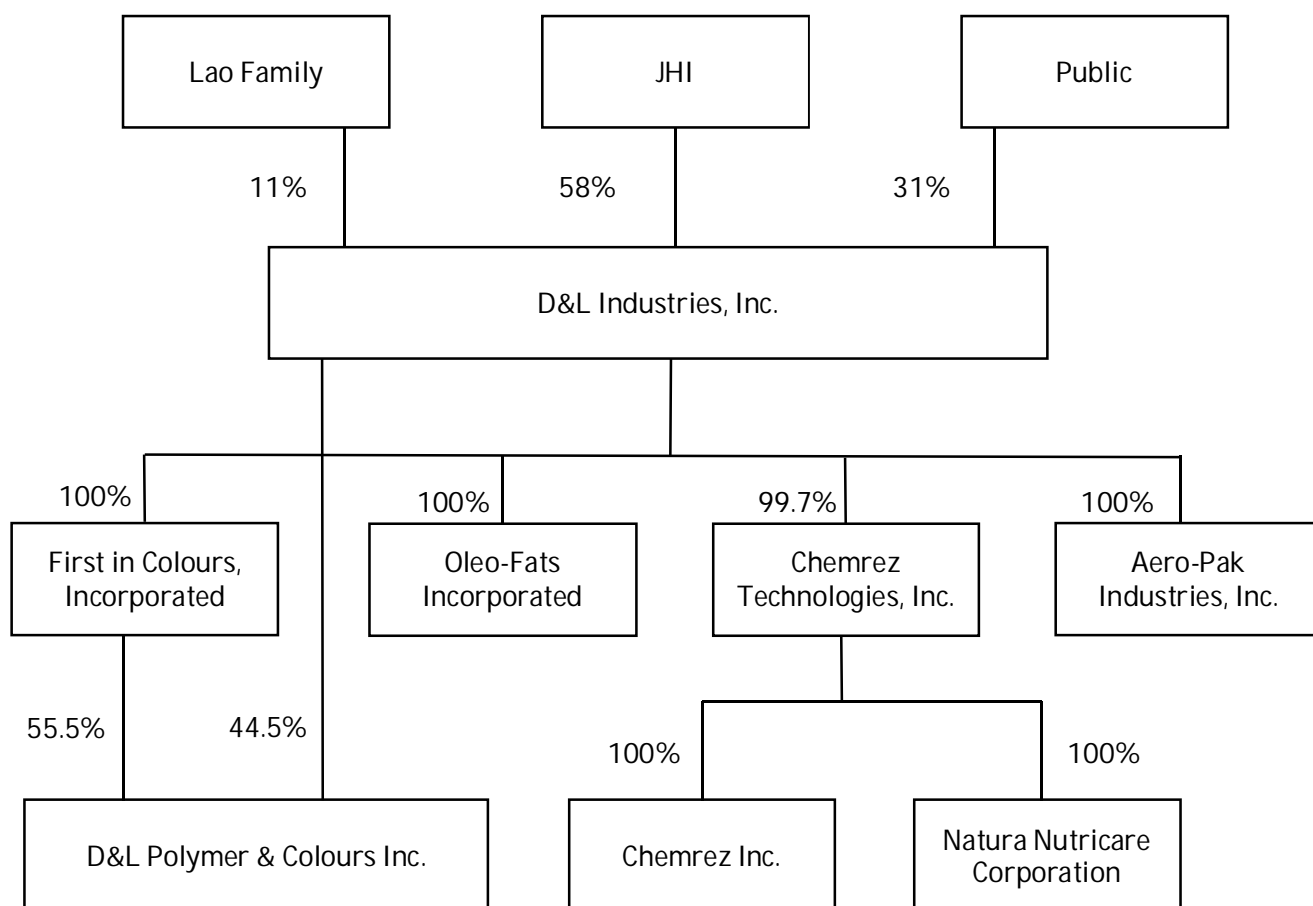 Lao Family
JHI
Public
11%
58%
31%
D&L Industries, Inc.
100%
100%
99.7%
100%
First in Colours,
Incorporated
Oleo-Fats
Incorporated
Chemrez
Technologies, Inc.
Aero-Pak
Industries, Inc.
55.5%
44.5%
100%
100%
D&L Polymer & Colours Inc.
Chemrez Inc.
Natura Nutricare
Corporation